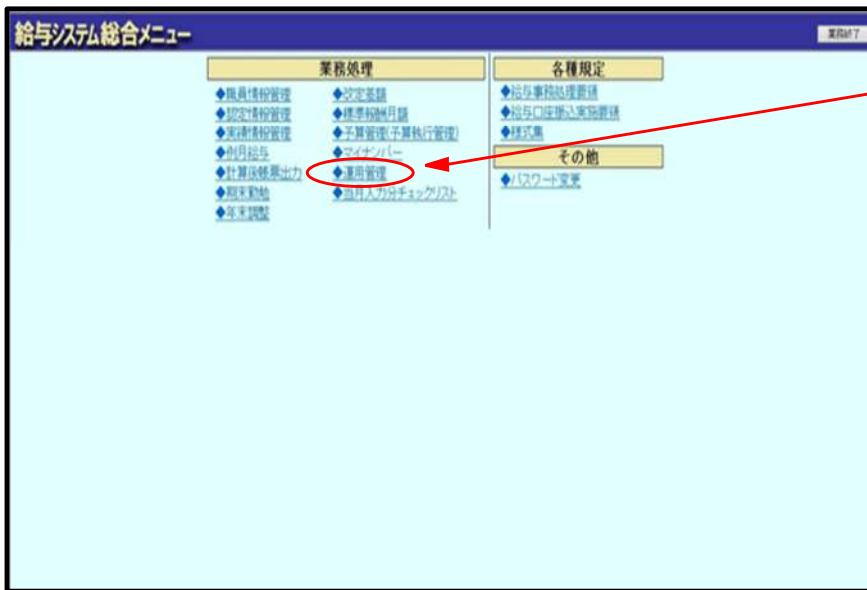 給与システム総合メニュー
業務終了
業務処理
◆職員情報管理
◆認定情報管理
◆実績情報管理
◆例月給与
◆計算後帳票出力
◆期末勤勉
◆年末調整
◆改定差額
◆標準報酬月額
◆予算管理(予算執行管理)
◆マイナンバー
◆運用管理
◆当月入力分チェックリスト
各種規定
◆給与事務処理要領
◆給与口座振込実施要領
◆様式集
その他
◆パスワード変更